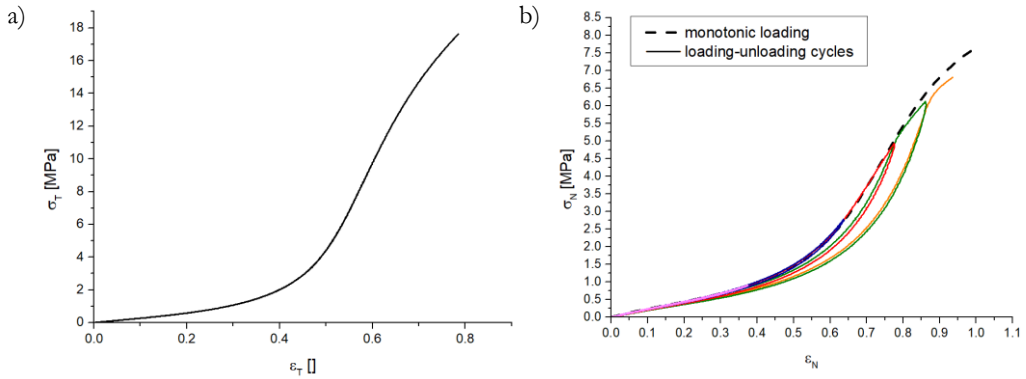 a)
18
16
14
12
10
8
6
4
2
0
σT [MPa]
0.0 0.2 0.4 0.6 0.8
εT []
b)
monotonic loading
loading-unloading cycles
8.5
8.0
7.5
7.0
6.5
6.0
5.5
5.0
4.5
4.0
3.5
3.0
2.5
2.0
1.5
1.0
0.5
0.0
σN [MPa]
0.0 0.1 0.2 0.3 0.4 0.5 0.6 0.7 0.8 0.9 1.0 1.1
εN